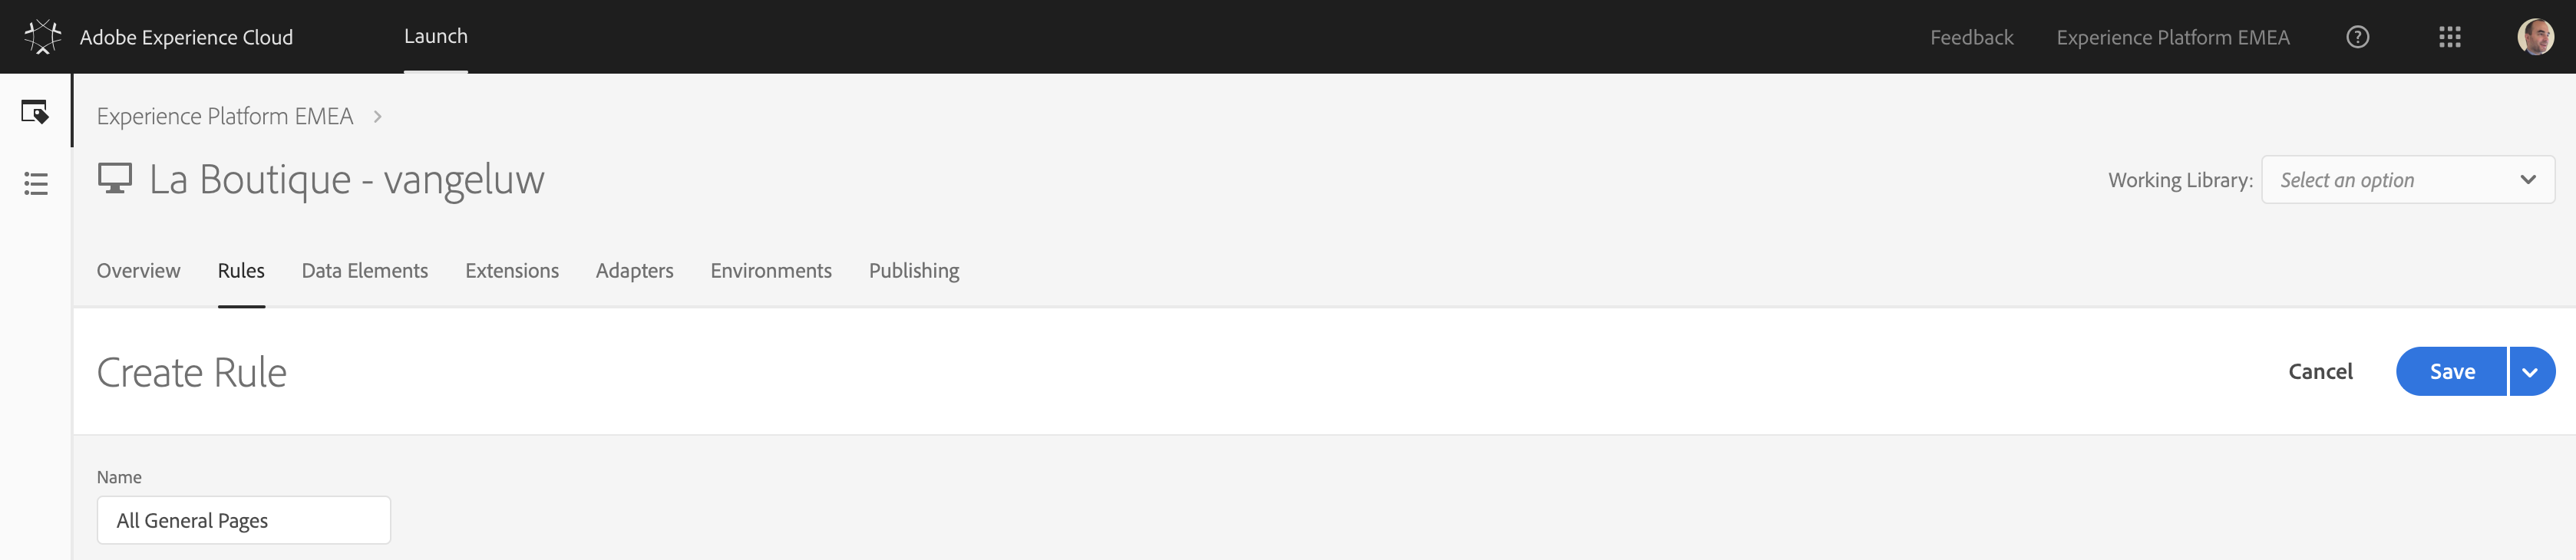 Adobe Experience Cloud
Launch
Feedback
Experience Platform EMEA
Experience Platform EMEA
La Boutique - vangeluw
Working Library:
Select an option
Overview
Rules
Data Elements
Extensions
Adapters
Environments
Publishing
Create Rule
Cancel
Save
Name
All General Pages